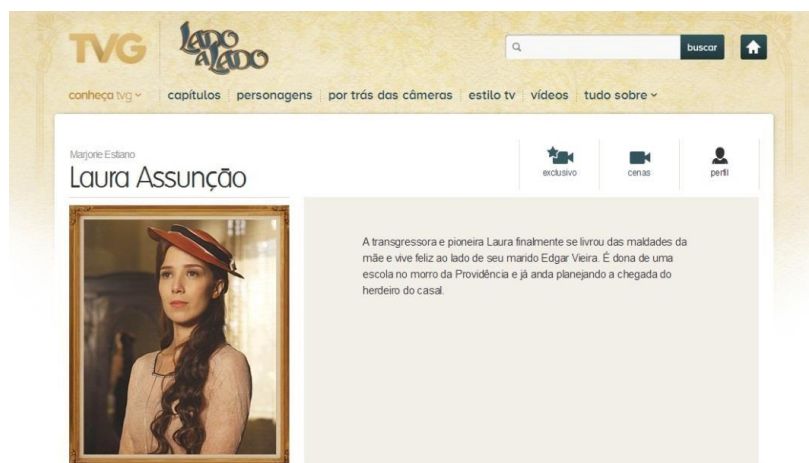 TVG
LADO
A LADO
buscar
conheça tvg
capítulos
personagens
por trás das câmeras
estilo tv
vídeos
tudo sobre
Marjorie Estiano
Laura Assunção
exclusivo
cenas
perfil
A transgressora e pioneira Laura finalmente se livrou das maldades da
mãe e vive feliz ao lado de seu marido Edgar Vieira. É dona de uma
escola no morro da Providência e já anda planejando a chegada do
herdeiro do casal.